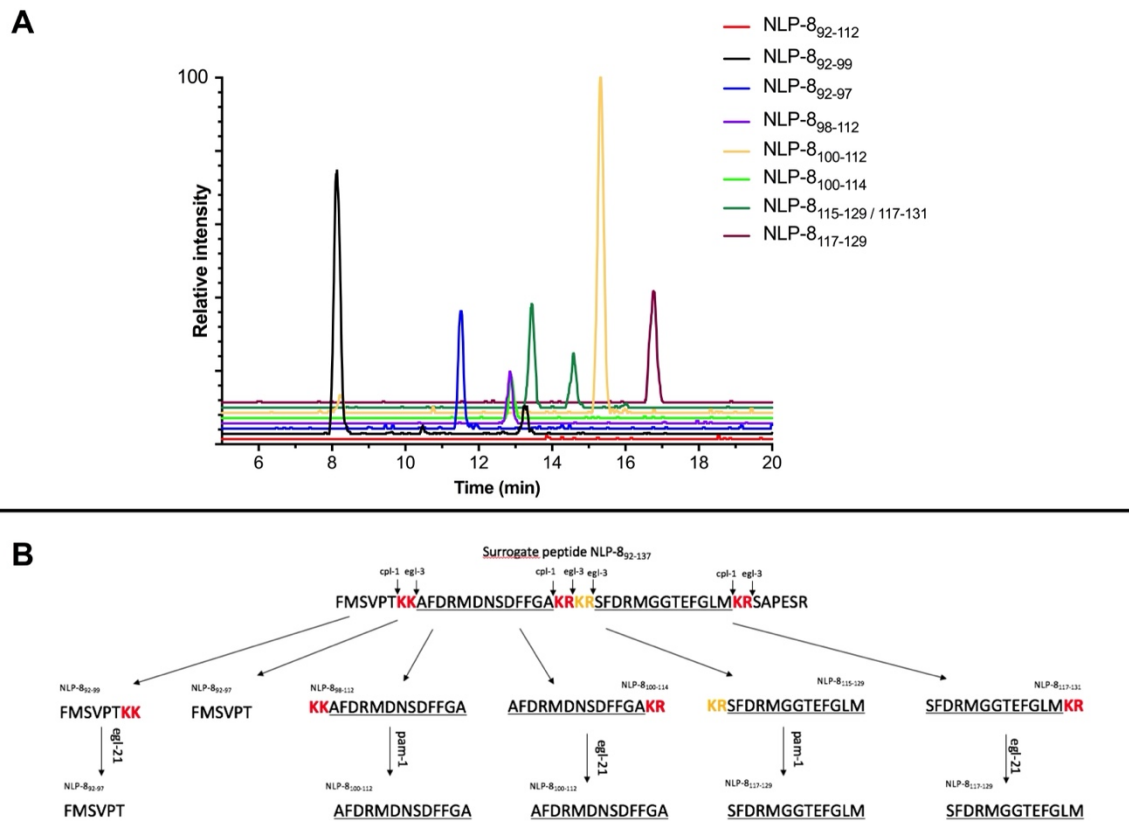 A
100
Relative intensity
6 8 10 12 14 16 18 20
Time (min)
NLP-892-112
NLP-892-99
NLP-892-97
NLP-898-112
NLP-8100-112
NLP-8100-114
NLP-8115-129 / 117-131
NLP-8117-129
B
Surrogate peptide NLP-892-137
cpl-1 egl-3 cpl-1 egl-3 egl-3 cpl-1 egl-3
FMSVPTKKAFDRMDNSDFFGAKRKRSFDRMGGTEFGLMKRSAPESR
NLP-892-99 NLP-892-97 NLP-898-112 NLP-8100-114 NLP-8115-129 NLP-8117-131
FMSVPTKK FMSVPT KKAFDRMDNSDFFGA AFDRMDNSDFFGAKR KRSFDRMGGTEFGLM SFDRMGGTEFGLMKR
egl-21 pam-1 egl-21 pam-1 egl-21
NLP-892-97 NLP-8100-112 NLP-8100-112 NLP-8117-129 NLP-8117-129
FMSVPT AFDRMDNSDFFGA AFDRMDNSDFFGA SFDRMGGTEFGLM SFDRMGGTEFGLM